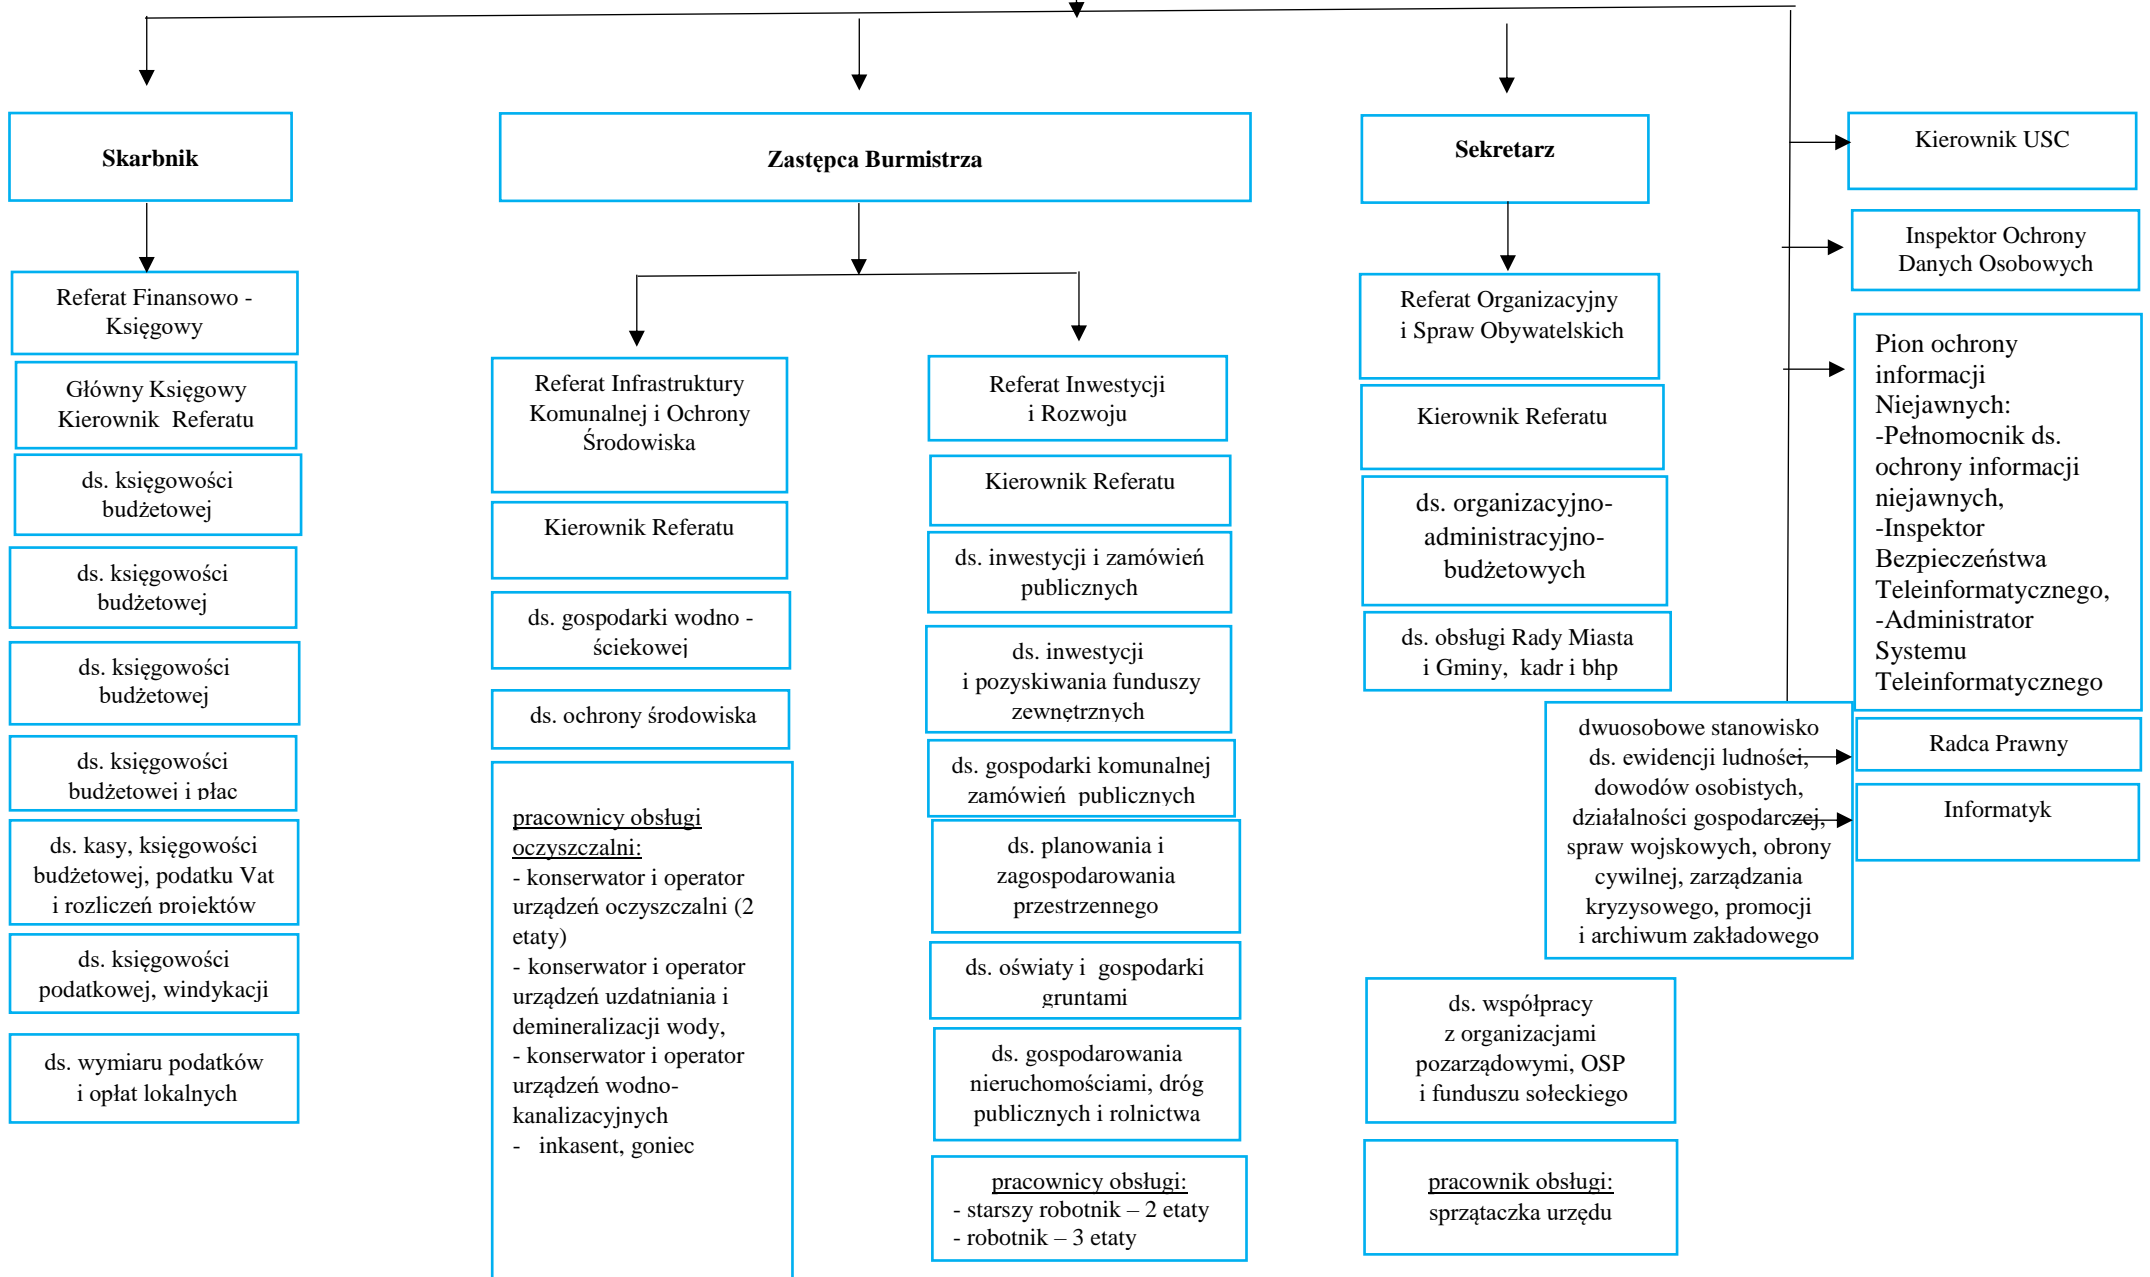 Skarbnik
Referat Finansowo -
Księgowy
Główny Księgowy
Kierownik Referatu
ds. księgowości
budżetowej
ds. księgowości
budżetowej
ds. księgowości
budżetowej
ds. księgowości
budżetowej i płac
ds. kasy, księgowości
budżetowej, podatku Vat
i rozliczeń projektów
ds. księgowości
podatkowej, windykacji
ds. wymiaru podatków
i opłat lokalnych
Zastępca Burmistrza
Referat Infrastruktury
Komunalnej i Ochrony
Środowiska
Kierownik Referatu
ds. gospodarki wodno -
ściekowej
ds. ochrony środowiska
pracownicy obsługi
oczyszczalni:
- konserwator i operator
urządzeń oczyszczalni (2
etaty)
- konserwator i operator
urządzeń uzdatniania i
demineralizacji wody,
- konserwator i operator
urządzeń wodno-
kanalizacyjnych
- inkasent, goniec
Referat Inwestycji
i Rozwoju
Kierownik Referatu
ds. inwestycji i zamówień
publicznych
ds. inwestycji
i pozyskiwania funduszy
zewnętrznych
ds. gospodarki komunalnej
zamówień publicznych
ds. planowania i
zagospodarowania
przestrzennego
ds. oświaty i gospodarki
gruntami
ds. gospodarowania
nieruchomościami, dróg
publicznych i rolnictwa
pracownicy obsługi:
- starszy robotnik – 2 etaty
- robotnik – 3 etaty
Sekretarz
Referat Organizacyjny
i Spraw Obywatelskich
Kierownik Referatu
ds. organizacyjno-
administracyjno-
budżetowych
ds. obsługi Rady Miasta
i Gminy, kadr i bhp
dwuosobowe stanowisko
ds. ewidencji ludności,
dowodów osobistych,
działalności gospodarczej,
spraw wojskowych, obrony
cywilnej, zarządzania
kryzysowego, promocji
i archiwum zakładowego
ds. współpracy
z organizacjami
pozarządowymi, OSP
i funduszu sołeckiego
pracownik obsługi:
sprzątaczka urzędu
Kierownik USC
Inspektor Ochrony
Danych Osobowych
Pion ochrony
informacji
Niejawnych:
-Pełnomocnik ds.
ochrony informacji
niejawnych,
-Inspektor
Bezpieczeństwa
Teleinformatycznego,
-Administrator
Systemu
Teleinformatycznego
Radca Prawny
Informatyk